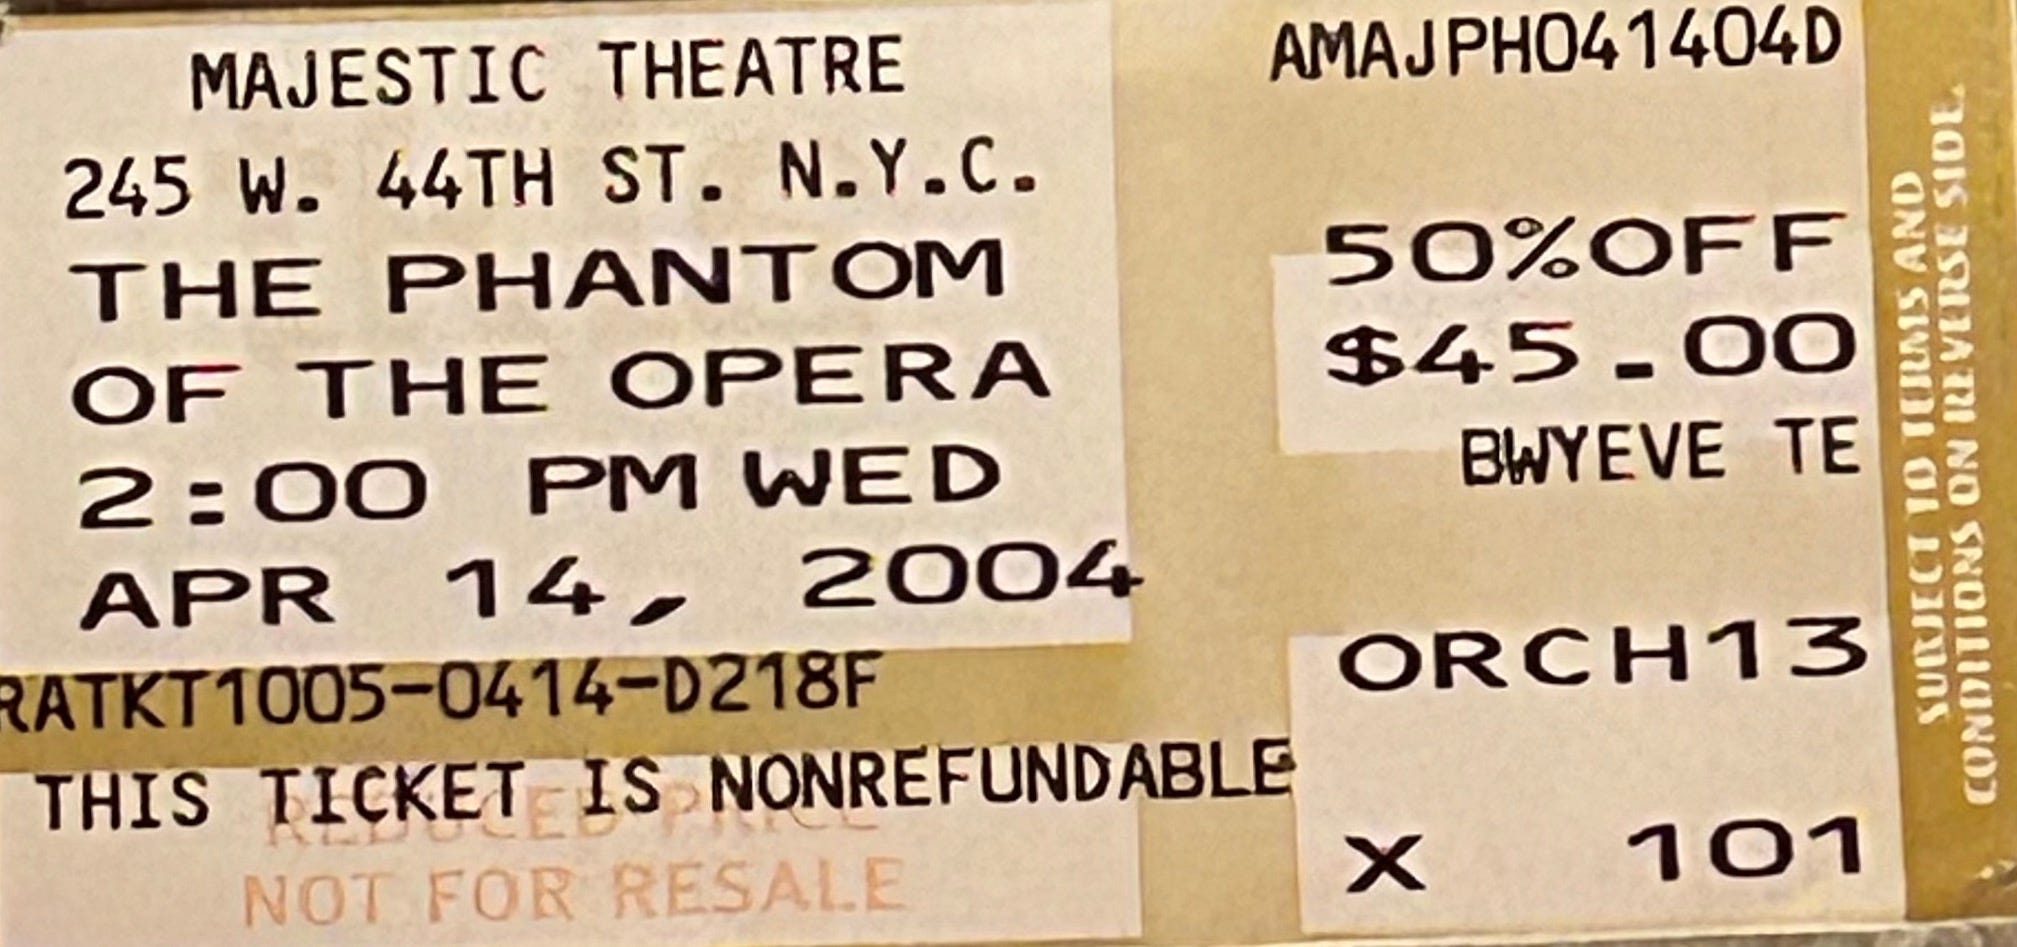 MAJESTIC THEATRE
245 W. 44TH ST. N.Y.C.
THE PHANTOM
OF THE OPERA
2:00 PM WED
APR 14, 2004
RATKT1005-0414-D218F
THIS TICKET IS NONREFUNDABLE
REDUCED PRICE
NOT FOR RESALE
AMAJPH041404D
50%OFF
$45.00
BWYEVE TE
ORCH13
X 101
SUBJECT TO TERMS AND
CONDITIONS ON REVERSE SIDE.